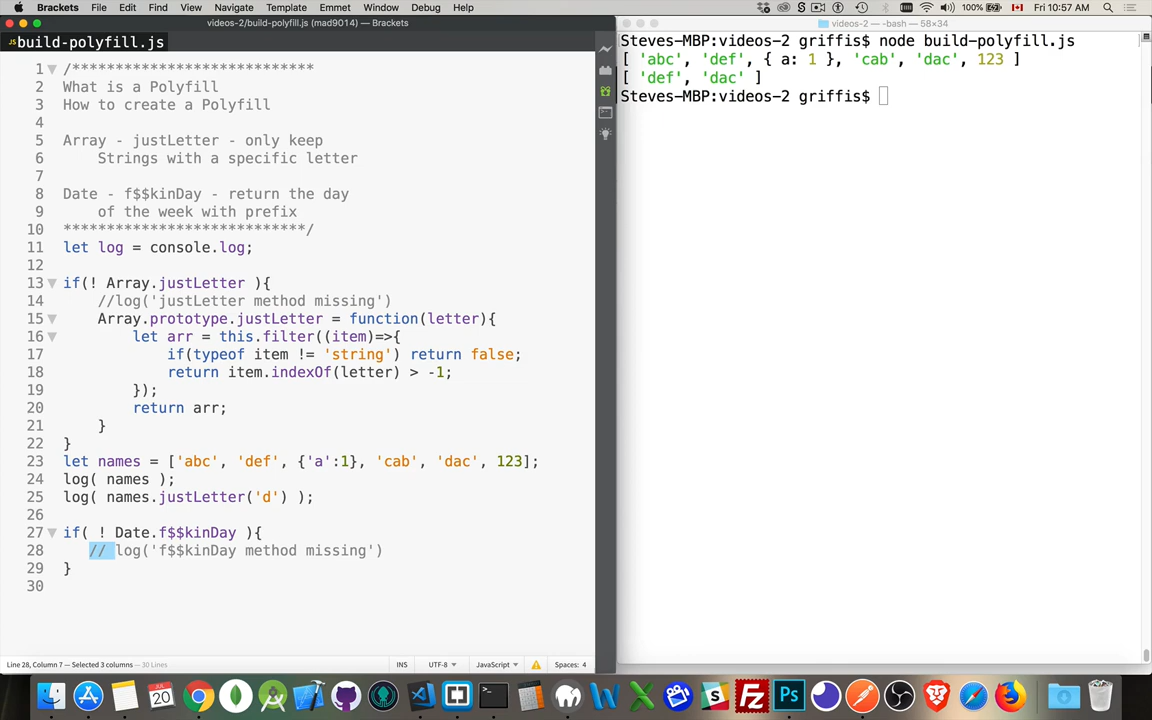 Brackets File Edit Find View Navigate Template Emmet Window Debug Help 100% Fri 10:57 AM
videos-2/build-polyfill.js (mad9014) — Brackets
videos-2 — -bash — 58×34
build-polyfill.js
1 /****************************
2 What is a Polyfill
3 How to create a Polyfill
4
5 Array - justLetter - only keep
6 Strings with a specific letter
7
8 Date - f$$kinDay - return the day
9 of the week with prefix
10 ****************************/
11 let log = console.log;
12
13 if(! Array.justLetter ){
14 //log('justLetter method missing')
15 Array.prototype.justLetter = function(letter){
16 let arr = this.filter((item)=>{
17 if(typeof item != 'string') return false;
18 return item.indexOf(letter) > -1;
19 });
20 return arr;
21 }
22 }
23 let names = ['abc', 'def', {'a':1}, 'cab', 'dac', 123];
24 log( names );
25 log( names.justLetter('d') );
26
27 if( ! Date.f$$kinDay ){
28 // log('f$$kinDay method missing')
29 }
30
Line 28, Column 7 — Selected 3 columns — 30 Lines INS UTF-8 JavaScript Spaces: 4
Steves-MBP:videos-2 griffis$ node build-polyfill.js
[ 'abc', 'def', { a: 1 }, 'cab', 'dac', 123 ]
[ 'def', 'dac' ]
Steves-MBP:videos-2 griffis$